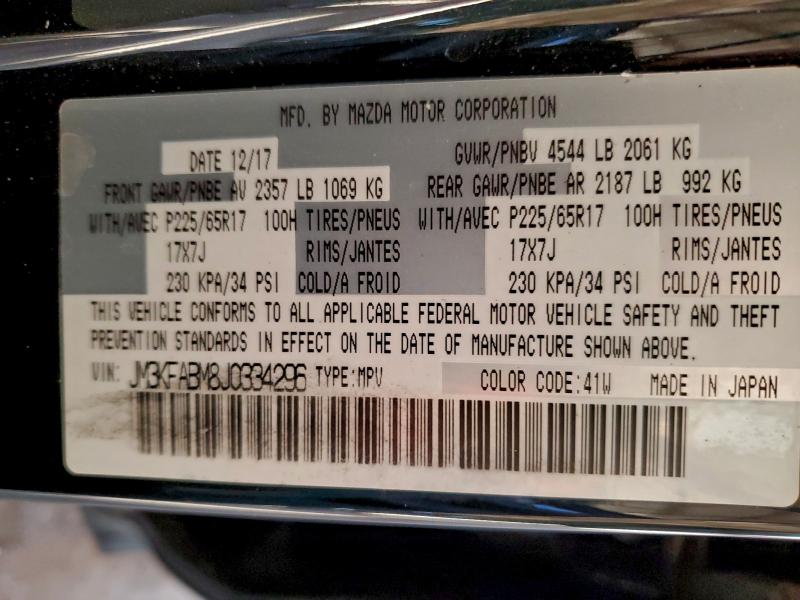 MFD. BY MAZDA MOTOR CORPORATION
DATE 12/17 GVWR/PNBV 4544 LB 2061 KG
FRONT GAWR/PNBE AV 2357 LB 1069 KG REAR GAWR/PNBE AR 2187 LB 992 KG
WITH/AVEC P225/65R17 100H TIRES/PNEUS WITH/AVEC P225/65R17 100H TIRES/PNEUS
17X7J RIMS/JANTES 17X7J RIMS/JANTES
230 KPA/34 PSI COLD/A FROID 230 KPA/34 PSI COLD/A FROID
THIS VEHICLE CONFORMS TO ALL APPLICABLE FEDERAL MOTOR VEHICLE SAFETY AND THEFT
PREVENTION STANDARDS IN EFFECT ON THE DATE OF MANUFACTURE SHOWN ABOVE.
VIN: JM3KFABM8J0334296 TYPE:MPV COLOR CODE:41W MADE IN JAPAN